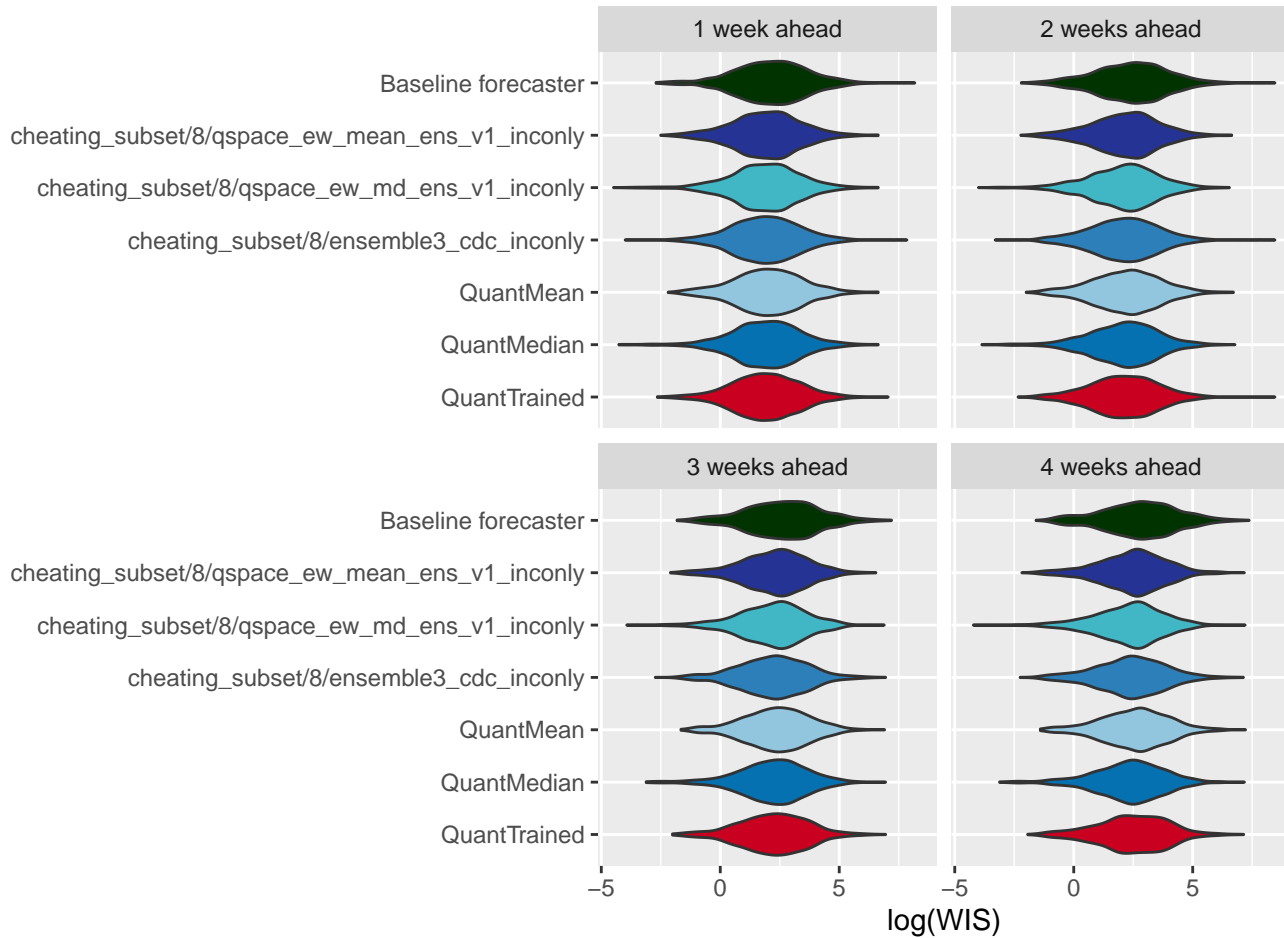 1 week ahead
2 weeks ahead
Baseline forecaster
cheating_subset/8/qspace_ew_mean_ens_v1_inconly
cheating_subset/8/qspace_ew_md_ens_v1_inconly
cheating_subset/8/ensemble3_cdc_inconly
QuantMean
QuantMedian
QuantTrained
3 weeks ahead
4 weeks ahead
Baseline forecaster
cheating_subset/8/qspace_ew_mean_ens_v1_inconly
cheating_subset/8/qspace_ew_md_ens_v1_inconly
cheating_subset/8/ensemble3_cdc_inconly
QuantMean
QuantMedian
QuantTrained
−5 0 5 −5 0 5
log(WIS)